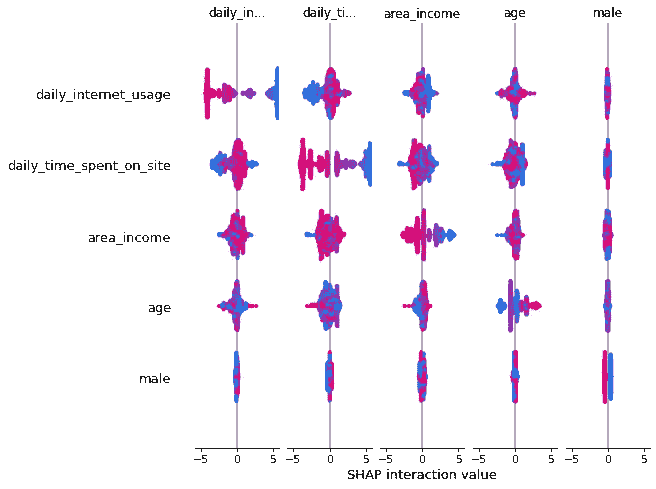 daily_in... daily_ti... area_income age male
daily_internet_usage
daily_time_spent_on_site
area_income
age
male
−5 0 5 −5 0 5 −5 0 5 −5 0 5 −5 0 5
SHAP interaction value